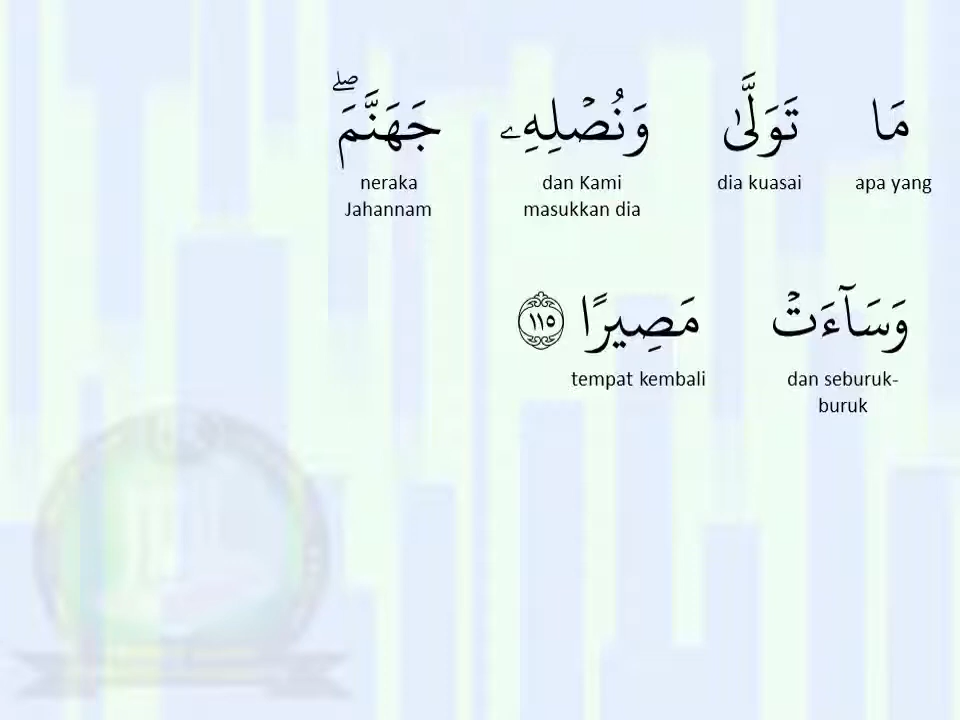 مَا تَوَلَّىٰ وَنُصۡلِهِۦ جَهَنَّمَۖ
apa yang dia kuasai dan Kami neraka
masukkan dia Jahannam
وَسَآءَتۡ مَصِيرًا ١١٥
dan seburuk- tempat kembali
buruk